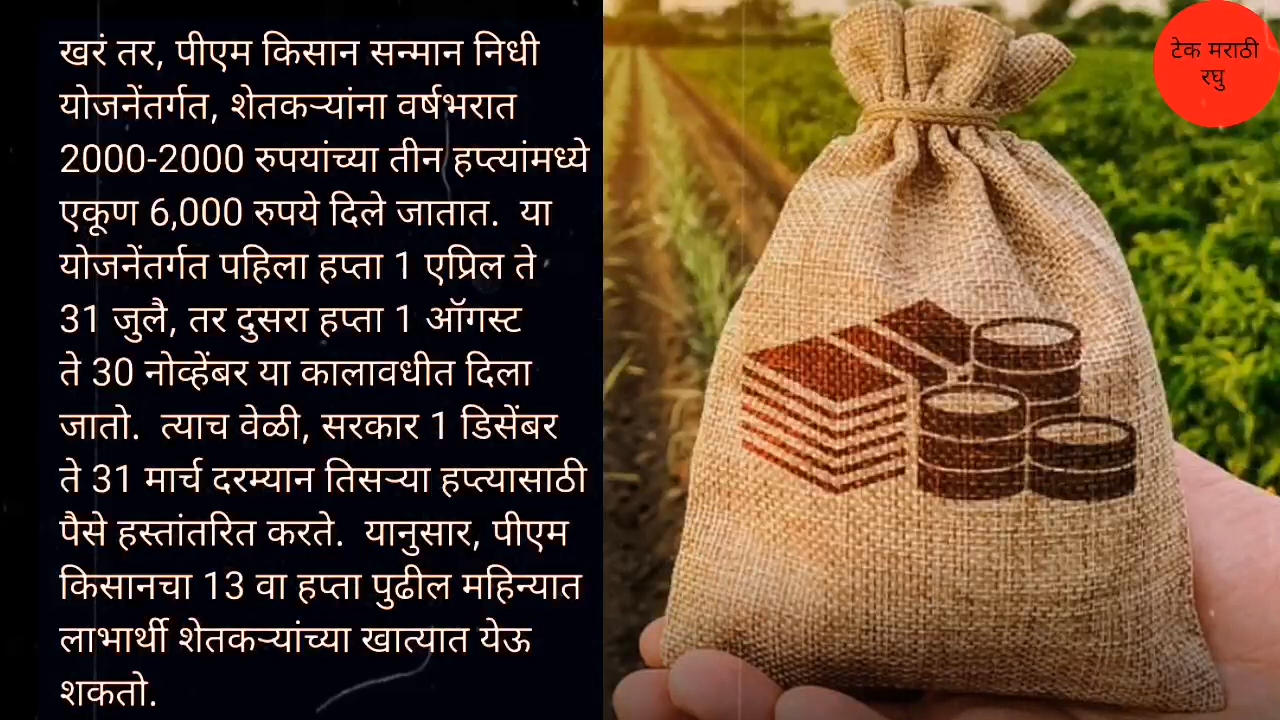 खरं तर, पीएम किसान सन्मान निधी
योजनेंतर्गत, शेतकऱ्यांना वर्षभरात
2000-2000 रुपयांच्या तीन हप्त्यांमध्ये
एकूण 6,000 रुपये दिले जातात. या
योजनेंतर्गत पहिला हप्ता 1 एप्रिल ते
31 जुलै, तर दुसरा हप्ता 1 ऑगस्ट
ते 30 नोव्हेंबर या कालावधीत दिला
जातो. त्याच वेळी, सरकार 1 डिसेंबर
ते 31 मार्च दरम्यान तिसऱ्या हप्त्यासाठी
पैसे हस्तांतरित करते. यानुसार, पीएम
किसानचा 13 वा हप्ता पुढील महिन्यात
लाभार्थी शेतकऱ्यांच्या खात्यात येऊ
शकतो.
टेक मराठी
रघु